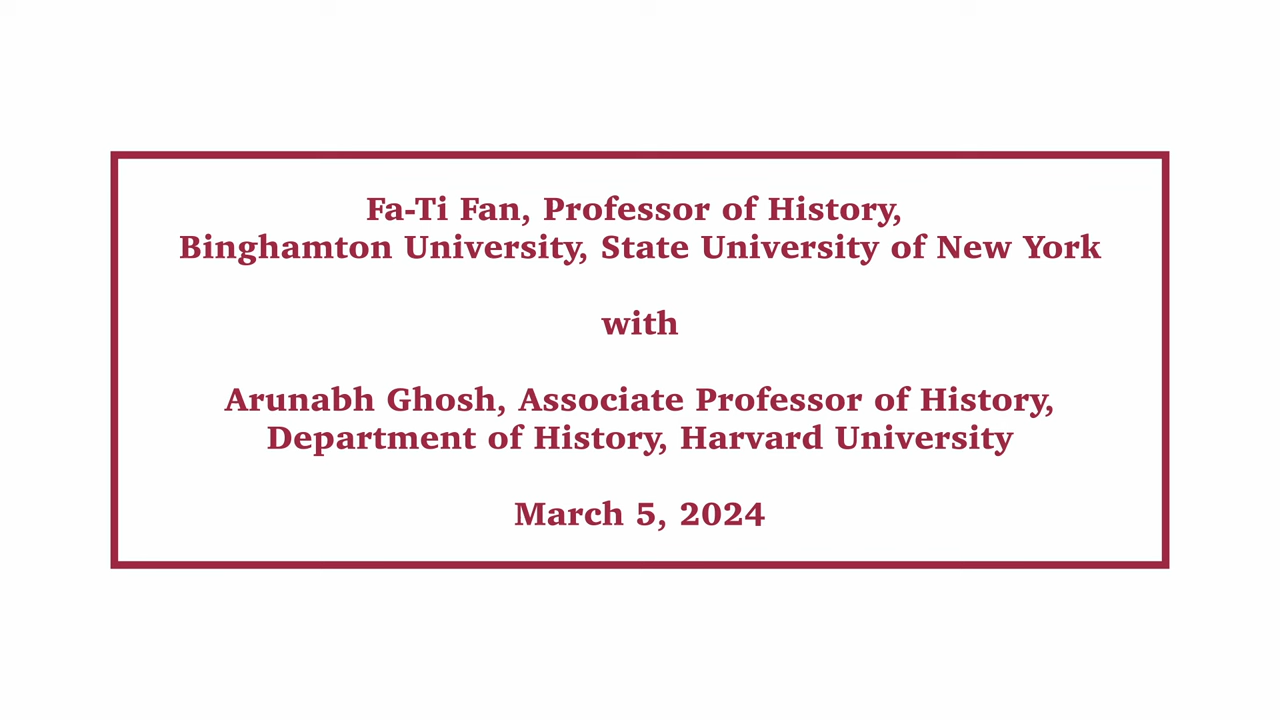 Fa-Ti Fan, Professor of History,
Binghamton University, State University of New York
with
Arunabh Ghosh, Associate Professor of History,
Department of History, Harvard University
March 5, 2024